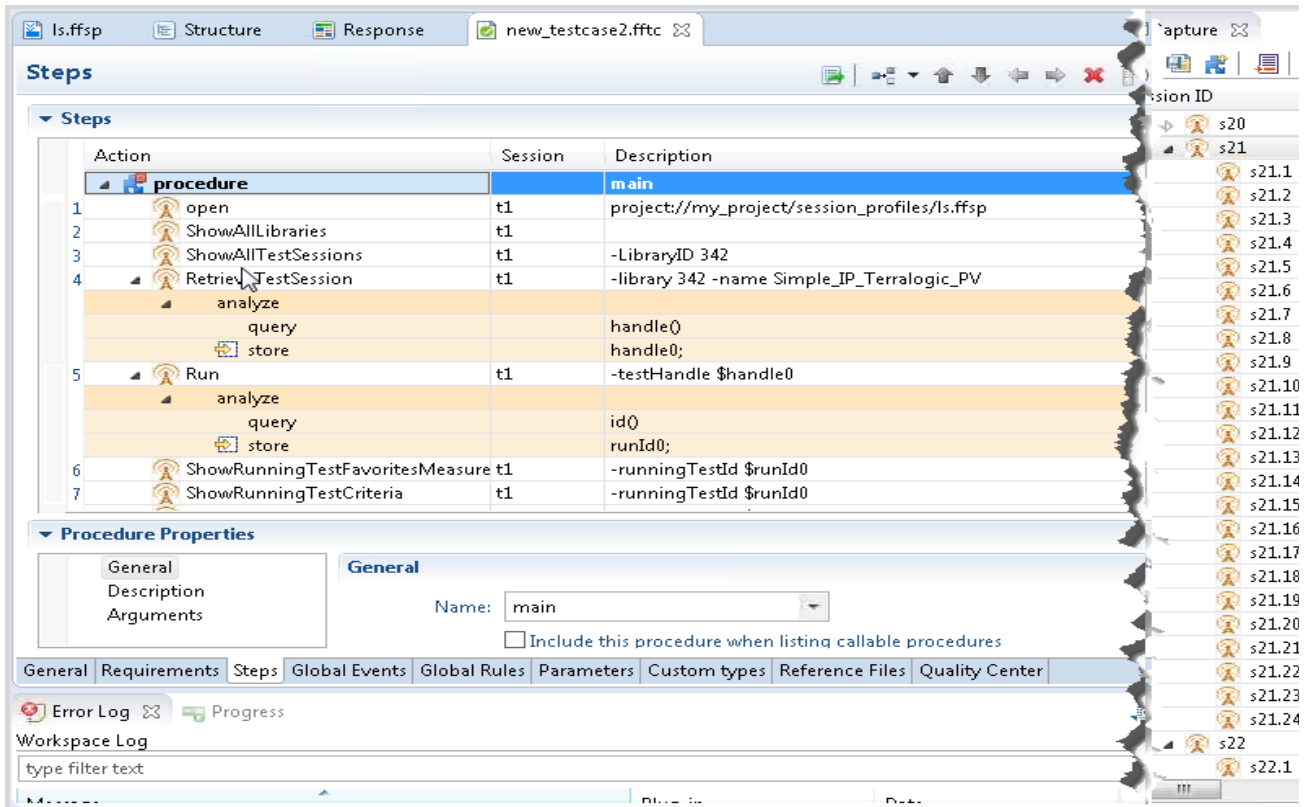 ls.ffsp Structure Response new_testcase2.fftc
Steps
Steps
Action Session Description
procedure main
1 open t1 project://my_project/session_profiles/ls.ffsp
2 ShowAllLibraries t1
3 ShowAllTestSessions t1 -LibraryID 342
4 t1 -library 342 -name Simple_IP_Terralogic_PV
analyze
query handle()
store handle0;
5 Run t1 -testHandle $handle0
analyze
query id()
store runId0;
6 ShowRunningTestFavoritesMeasure t1 -runningTestId $runId0
7 ShowRunningTestCriteria t1 -runningTestId $runId0
Procedure Properties
General
Description
Arguments
General
Name: main
Include this procedure when listing callable procedures
General Requirements Steps Global Events Global Rules Parameters Custom types Reference Files Quality Center
Error Log Progress
Workspace Log
type filter text
apture
sion ID
s20
s21
s21.1
s21.2
s21.3
s21.4
s21.5
s21.6
s21.7
s21.8
s21.9
s21.10
s21.11
s21.12
s21.13
s21.14
s21.15
s21.16
s21.17
s21.18
s21.19
s21.20
s21.21
s21.22
s21.23
s21.24
s22
s22.1